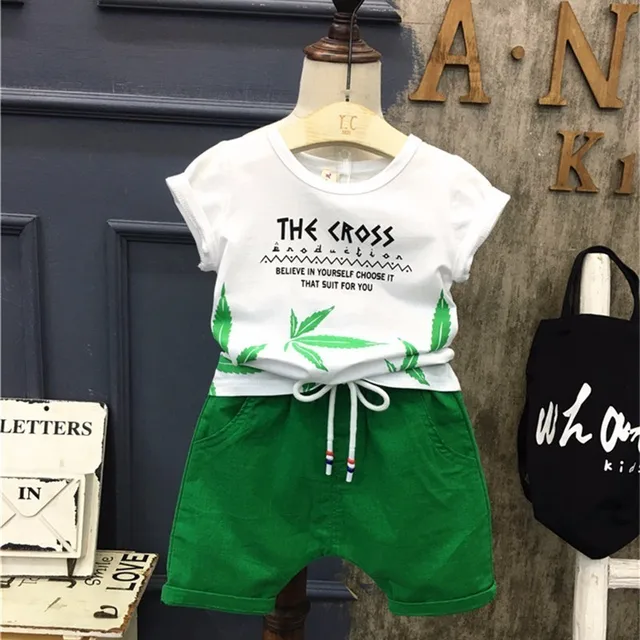 A·N
Ki
I.C
THE CROSS
Production
BELIEVE IN YOURSELF CHOOSE IT
THAT SUIT FOR YOU
LETTERS
IN
LOVE
wh
kids